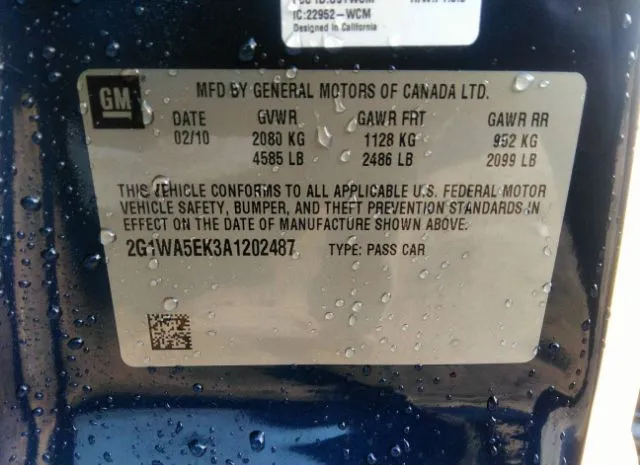 IC:22952-WCM
Designed in California
GM
MFD BY GENERAL MOTORS OF CANADA LTD.
DATE GVWR GAWR FRT GAWR RR
02/10 2080 KG 1128 KG 952 KG
4585 LB 2486 LB 2099 LB
THIS VEHICLE CONFORMS TO ALL APPLICABLE U.S. FEDERAL MOTOR
VEHICLE SAFETY, BUMPER, AND THEFT PREVENTION STANDARDS IN
EFFECT ON THE DATE OF MANUFACTURE SHOWN ABOVE.
2G1WA5EK3A1202487 TYPE: PASS CAR